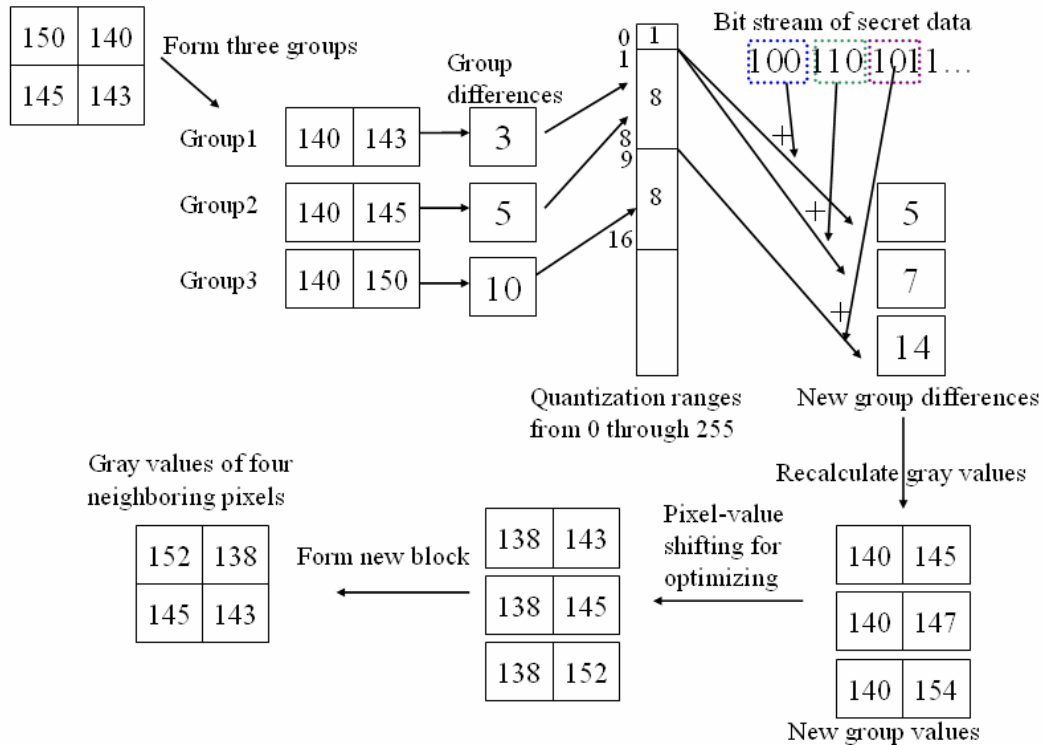 150 140
145 143
Form three groups
Group
differences
Group1
140 143
3
Group2
140 145
5
Group3
140 150
10
0
1
1
8
8
9
8
16
Quantization ranges
from 0 through 255
Bit stream of secret data
100 110 101 1...
+
+
+
5
7
14
New group differences
Recalculate gray values
140 145
140 147
140 154
New group values
Pixel-value
shifting for
optimizing
138 143
138 145
138 152
Form new block
Gray values of four
neighboring pixels
152 138
145 143